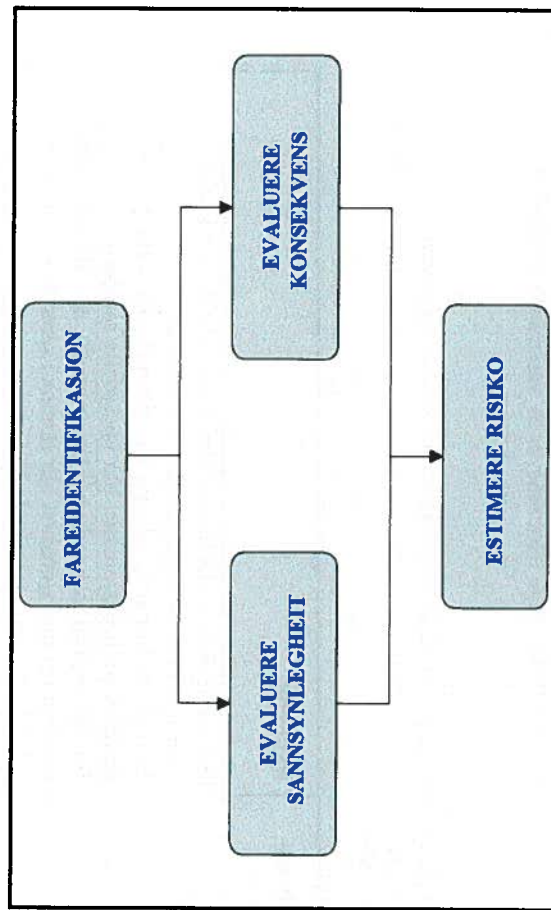 FAREIDENTIFIKASJON
EVALUERE
SANNSYNLEGHEIT
EVALUERE
KONSEKVENS
ESTIMERE RISIKO